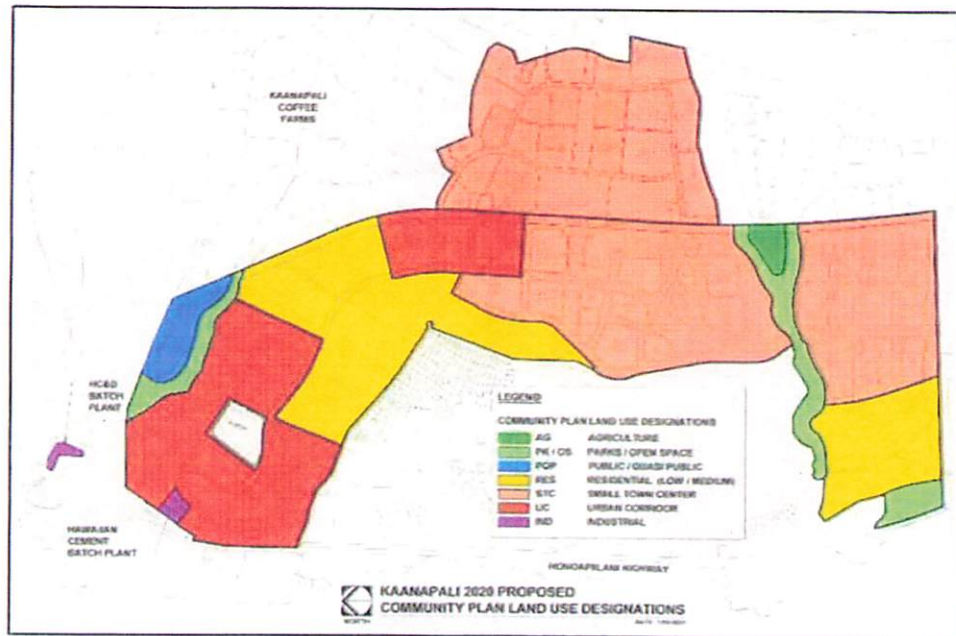 KAANAPALI
COFFEE
FARMS
HC&D
BATCH
PLANT
HAWAIIAN
CEMENT
BATCH PLANT
LEGEND
COMMUNITY PLAN LAND USE DESIGNATIONS
AG AGRICULTURE
PK / OS PARKS / OPEN SPACE
PQP PUBLIC / QUASI PUBLIC
RES RESIDENTIAL (LOW / MEDIUM)
STC SMALL TOWN CENTER
UC URBAN CORRIDOR
IND INDUSTRIAL
HONOAPIILANI HIGHWAY
KAANAPALI 2020 PROPOSED
COMMUNITY PLAN LAND USE DESIGNATIONS
NORTH